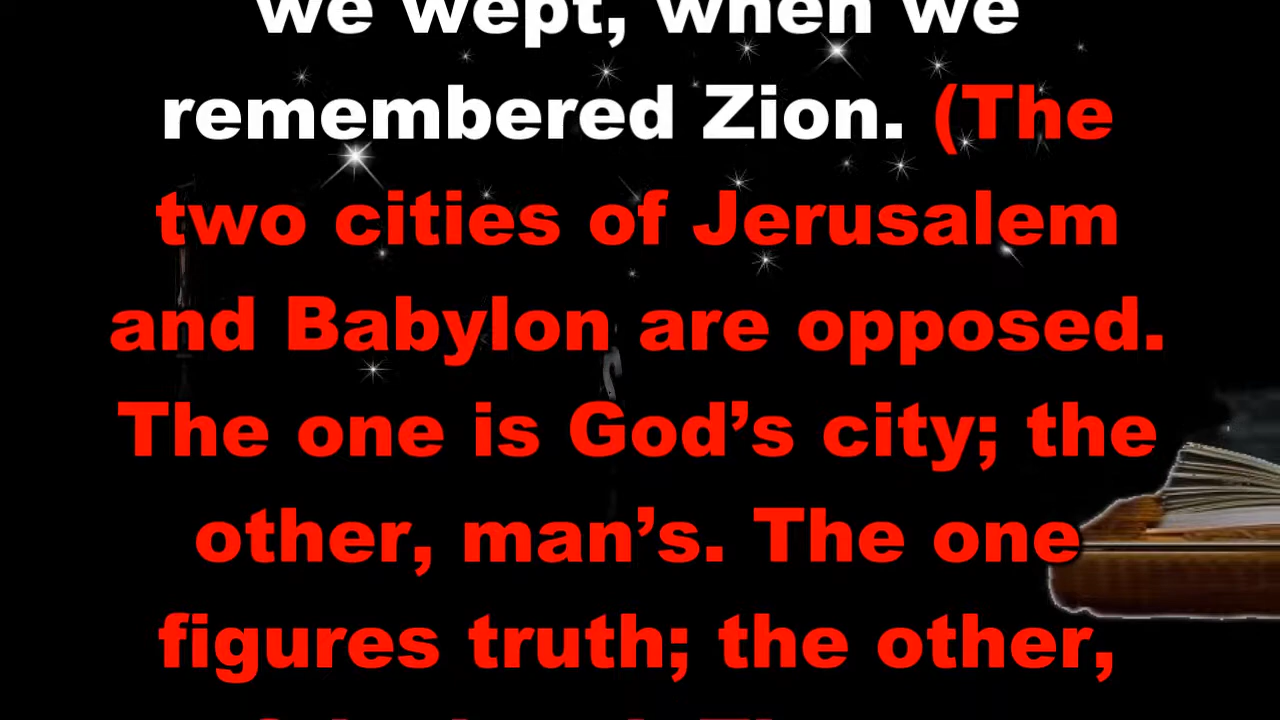 we wept, when we
remembered Zion. (The
two cities of Jerusalem
and Babylon are opposed.
The one is God’s city; the
other, man’s. The one
figures truth; the other,